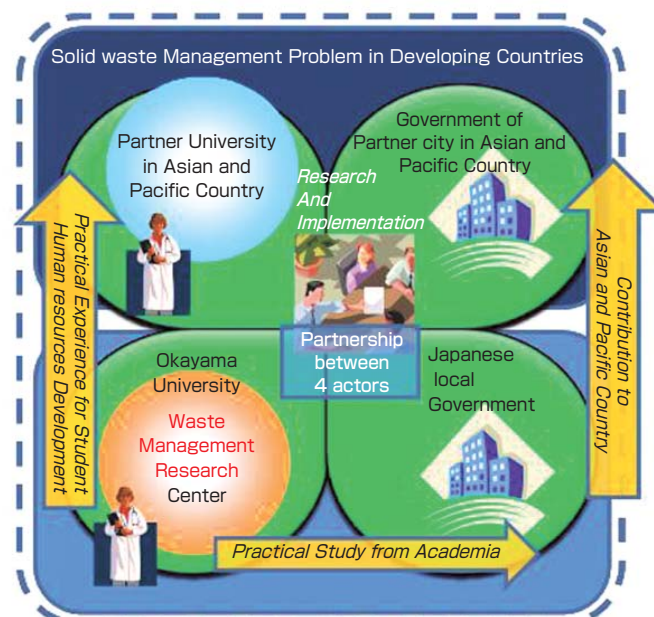 Solid waste Management Problem in Developing Countries
Partner University
in Asian and
Pacific Country
Government of
Partner city in Asian and
Pacific Country
Research
And
Implementation
Practical Experience for Student
Human resources Development
Contribution to
Asian and Pacific Country
Partnership
between
4 actors
Okayama
University
Waste
Management
Research
Center
Japanese
local
Government
Practical Study from Academia